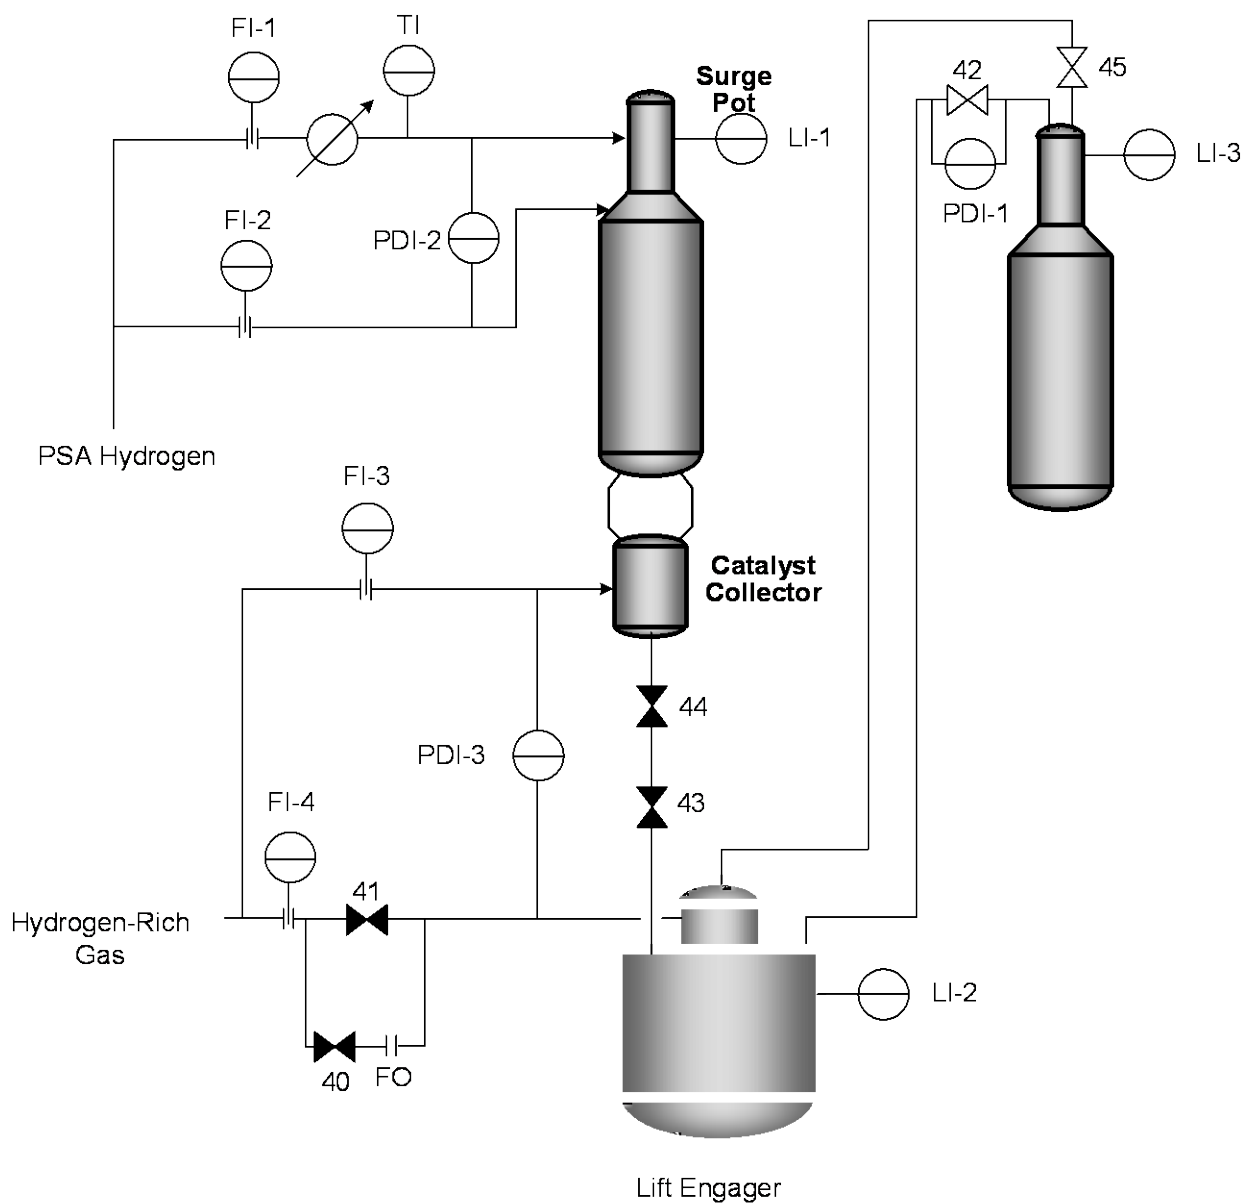 FI-1
TI
Surge
Pot
42
45
LI-1
LI-3
FI-2
PDI-1
PDI-2
PSA Hydrogen
FI-3
Catalyst
Collector
44
PDI-3
43
FI-4
41
Hydrogen-Rich
Gas
LI-2
40
FO
Lift Engager